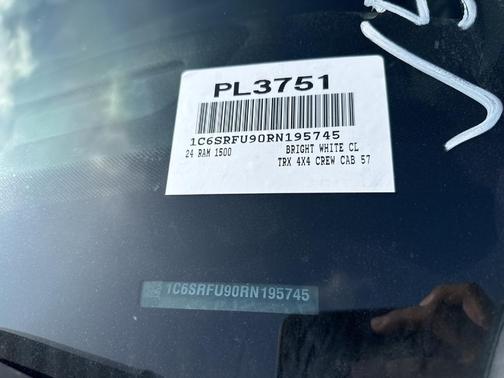 PL3751
1C6SRFU90RN195745
24 RAM 1500 BRIGHT WHITE CL
TRX 4X4 CREW CAB 57
1C6SRFU90RN195745